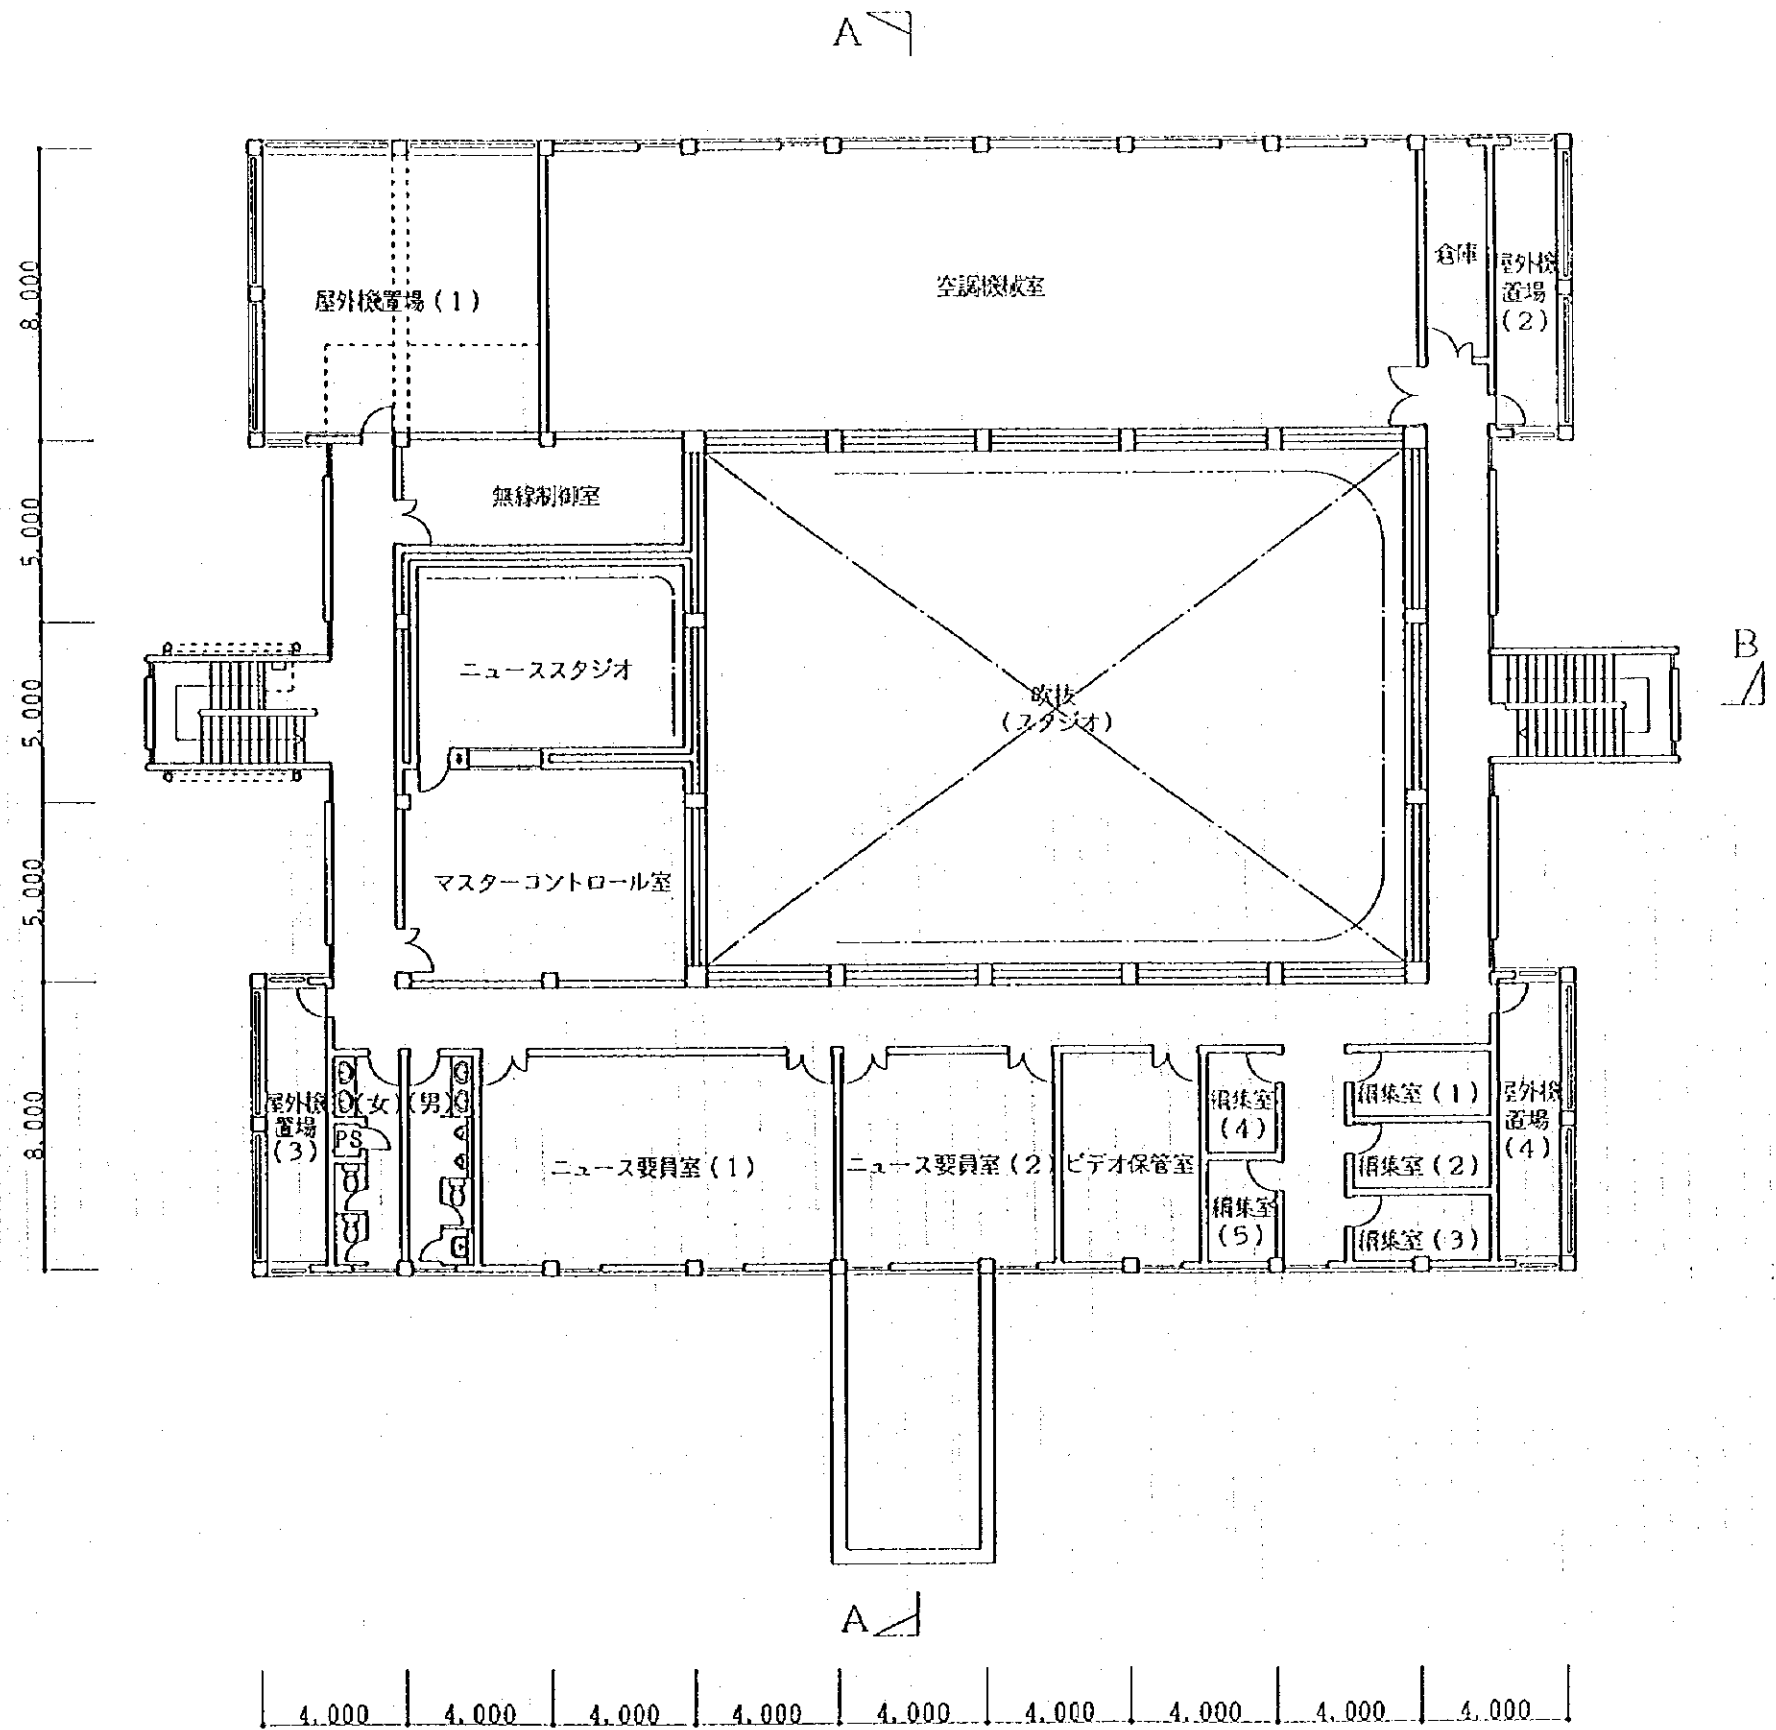 A
8,000
5,000
5,000
5,000
8,000
屋外機置場(1)
空調機械室
倉庫
屋外機
置場
(2)
無線制御室
ニューススタジオ
吹抜
(スタジオ)
B
マスターコントロール室
屋外機
置場
(3)
(女)
(男)
PS
ニュース要員室(1)
ニュース要員室(2)
ビデオ保管室
編集室
(4)
編集室
(5)
編集室(1)
編集室(2)
編集室(3)
屋外機
置場
(4)
A
4,000 4,000 4,000 4,000 4,000 4,000 4,000 4,000 4,000